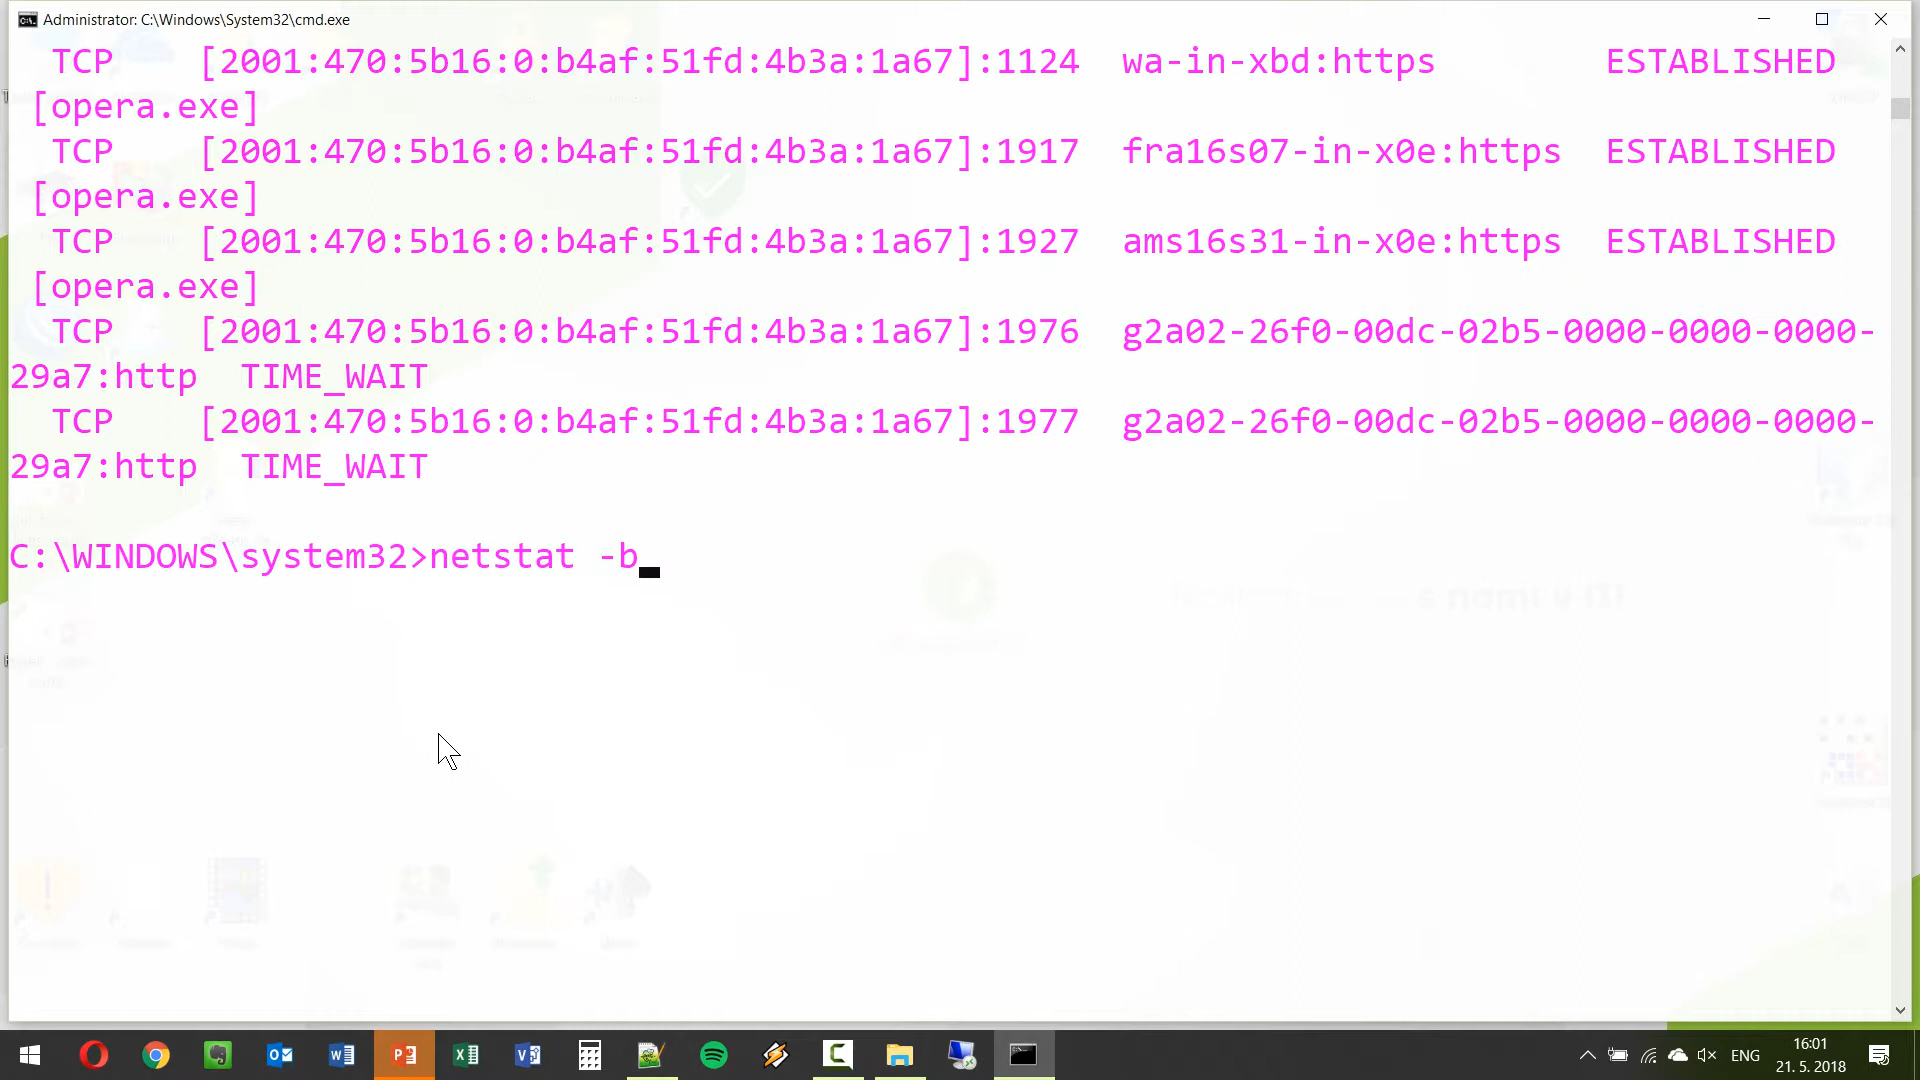 Administrator: C:\Windows\System32\cmd.exe
TCP [2001:470:5b16:0:b4af:51fd:4b3a:1a67]:1124 wa-in-xbd:https ESTABLISHED
[opera.exe]
TCP [2001:470:5b16:0:b4af:51fd:4b3a:1a67]:1917 fra16s07-in-x0e:https ESTABLISHED
[opera.exe]
TCP [2001:470:5b16:0:b4af:51fd:4b3a:1a67]:1927 ams16s31-in-x0e:https ESTABLISHED
[opera.exe]
TCP [2001:470:5b16:0:b4af:51fd:4b3a:1a67]:1976 g2a02-26f0-00dc-02b5-0000-0000-0000-
29a7:http TIME_WAIT
TCP [2001:470:5b16:0:b4af:51fd:4b3a:1a67]:1977 g2a02-26f0-00dc-02b5-0000-0000-0000-
29a7:http TIME_WAIT
C:\WINDOWS\system32>netstat -b
ENG
16:01
21. 5. 2018